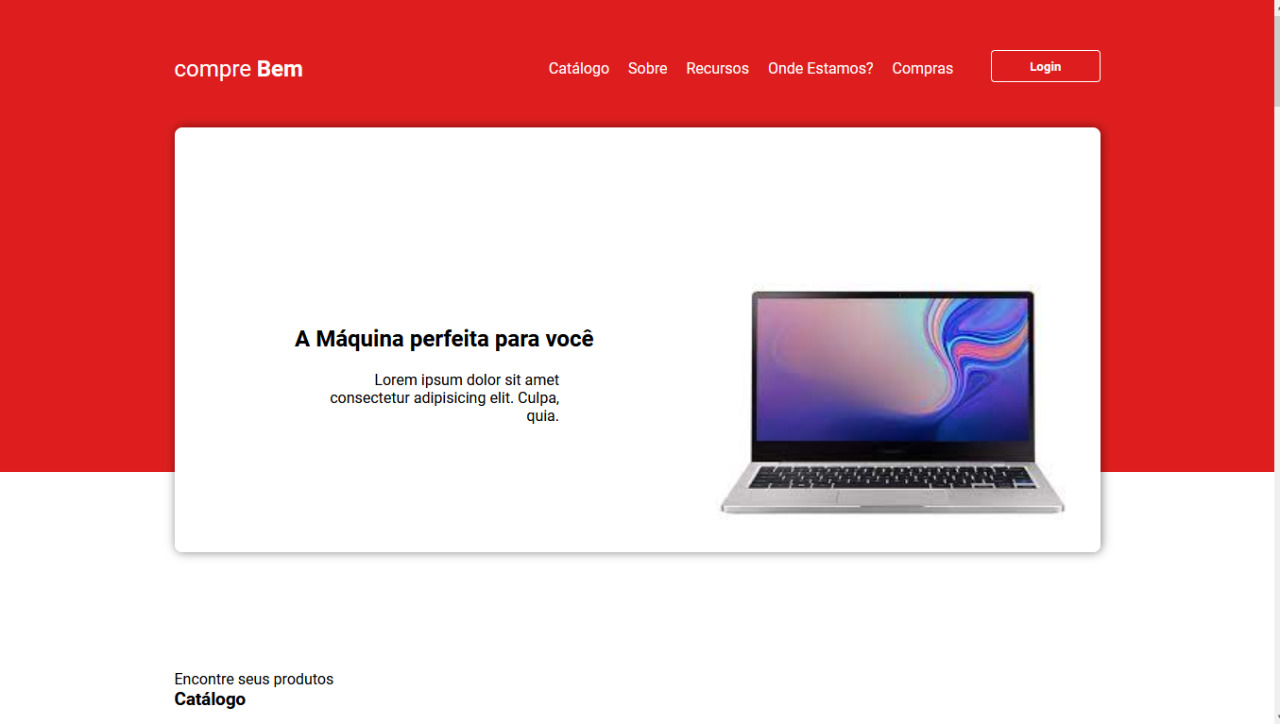 compre Bem
Catálogo Sobre Recursos Onde Estamos? Compras Login
A Máquina perfeita para você
Lorem ipsum dolor sit amet
consectetur adipisicing elit. Culpa,
quia.
Encontre seus produtos
Catálogo